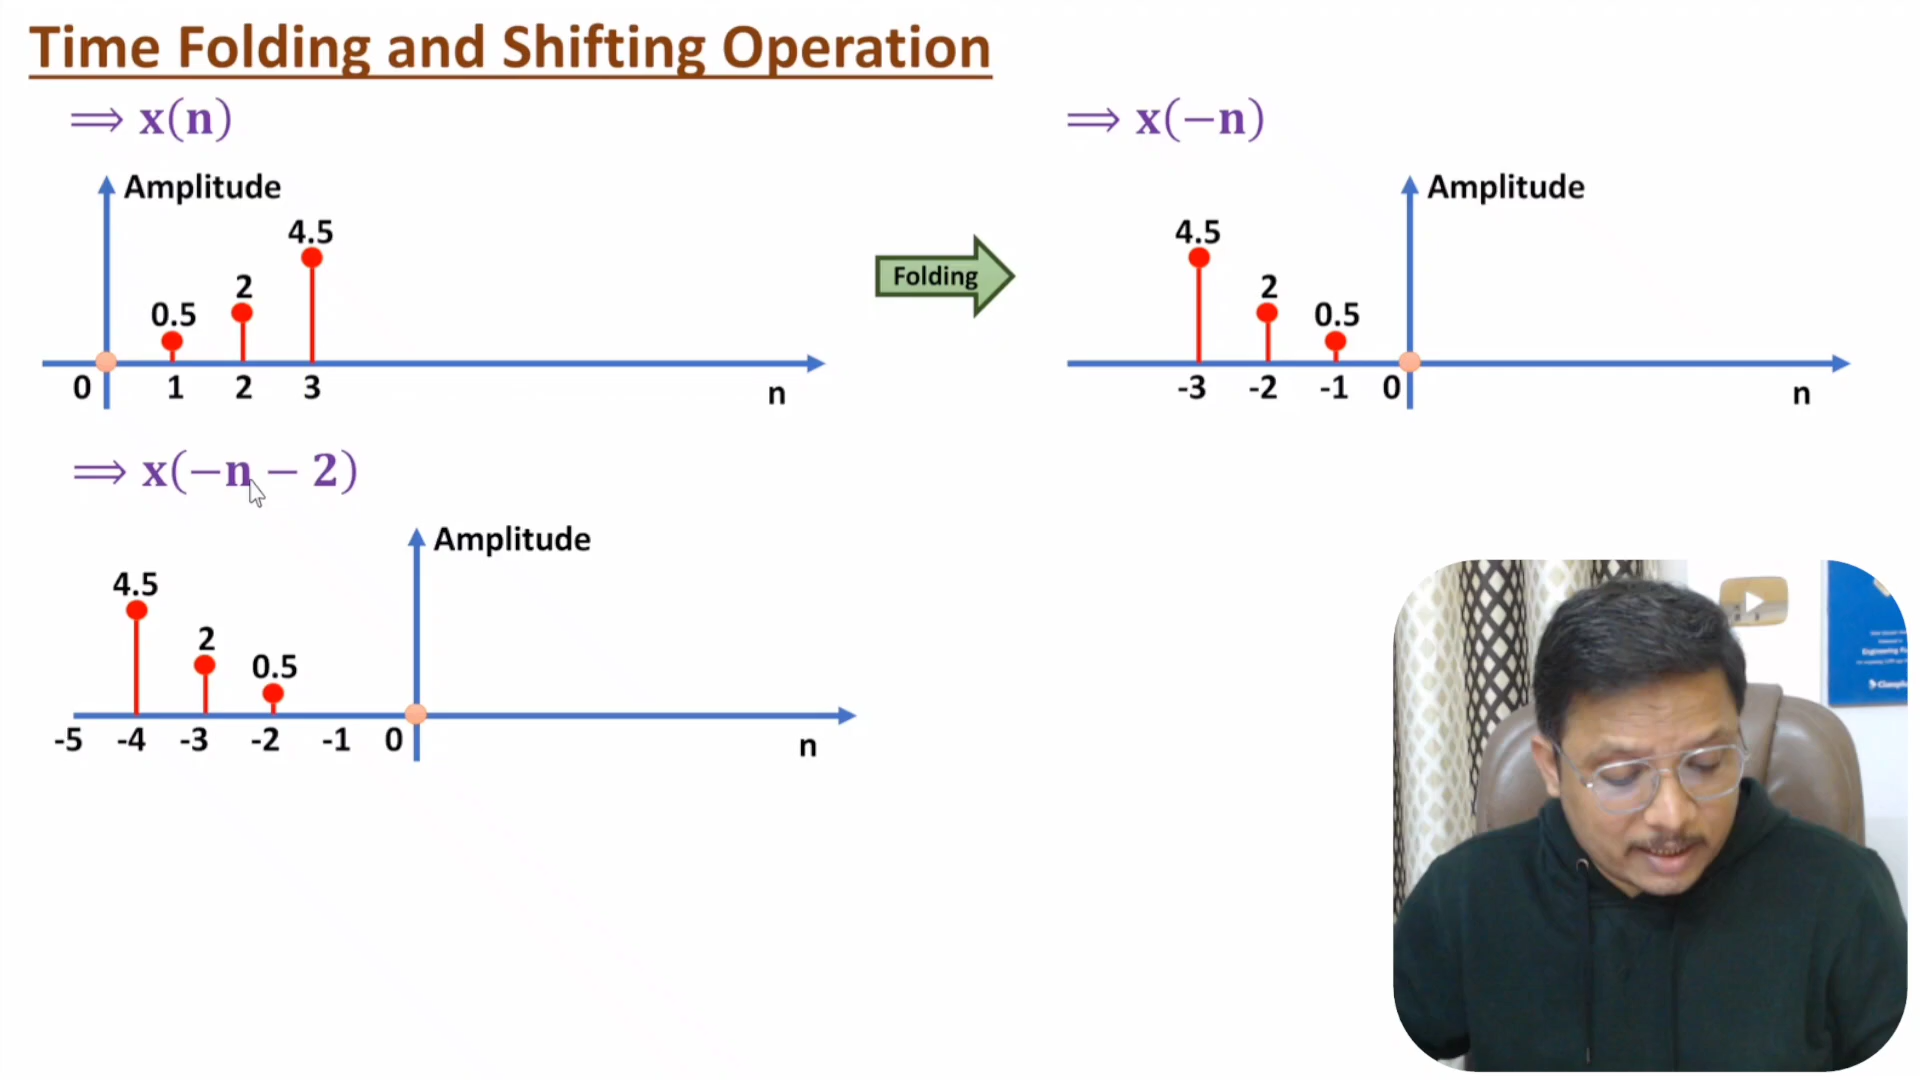 Time Folding and Shifting Operation
⟹ x(n)
Amplitude
4.5
2
0.5
0 1 2 3
n
Folding
⟹ x(−n)
Amplitude
4.5
2
0.5
-3 -2 -1 0
n
⟹ x(−n − 2)
Amplitude
4.5
2
0.5
-5 -4 -3 -2 -1 0
n